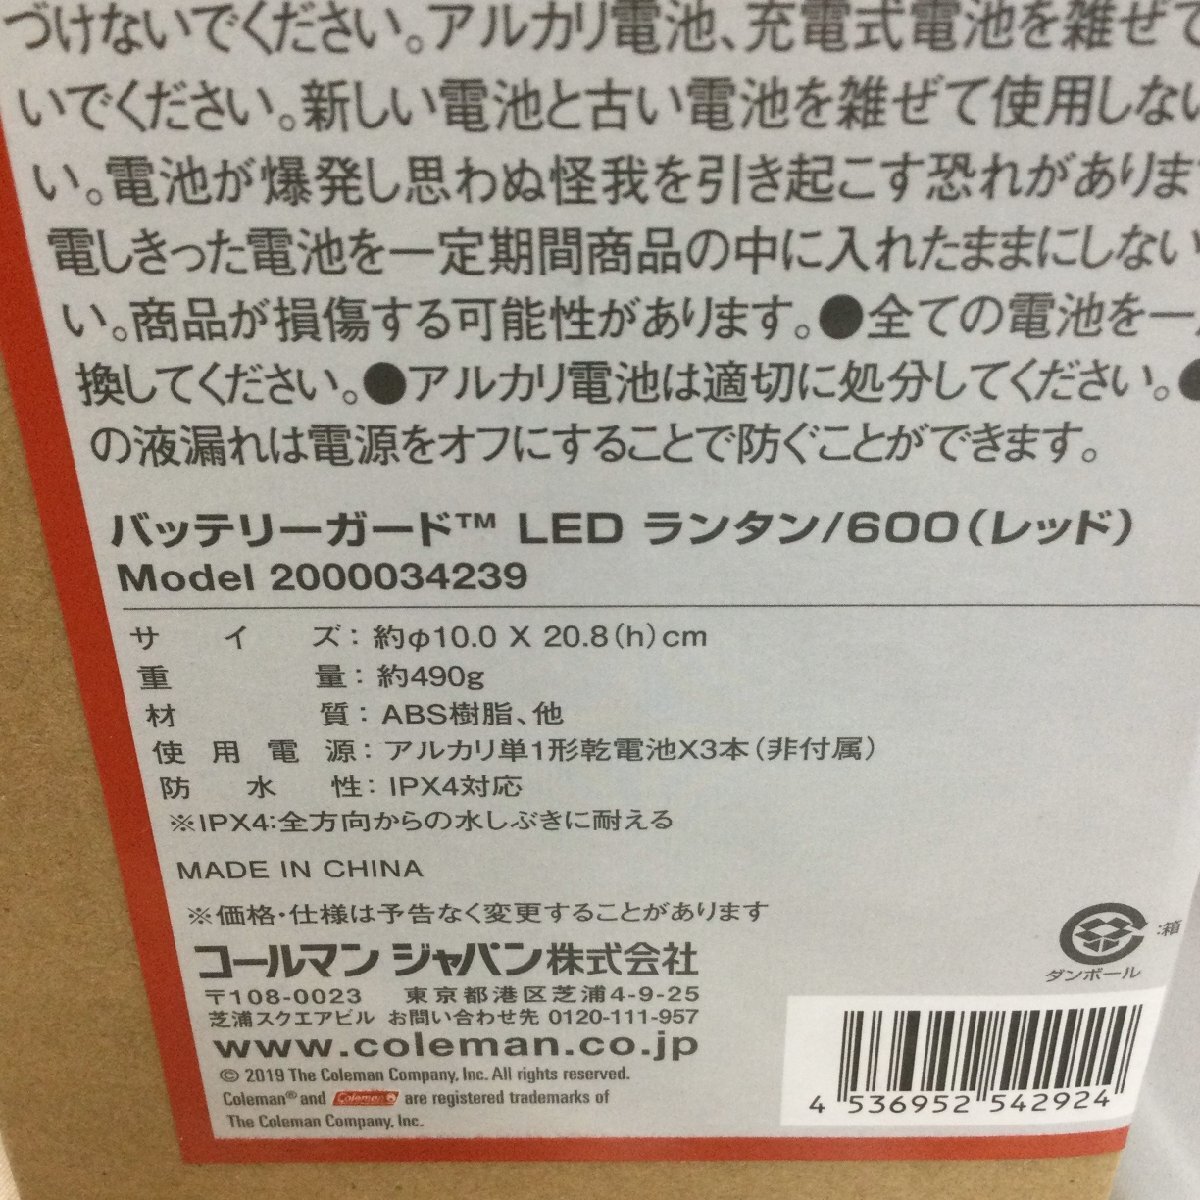 づけないでください。アルカリ電池、充電式電池を雑ぜて
いでください。新しい電池と古い電池を雑ぜて使用しない
い。電池が爆発し思わぬ怪我を引き起こす恐れがありま
電しきった電池を一定期間商品の中に入れたままにしない
い。商品が損傷する可能性があります。●全ての電池を一
換してください。●アルカリ電池は適切に処分してください。●
の液漏れは電源をオフにすることで防ぐことができます。
バッテリーガード™ LED ランタン/600(レッド)
Model 2000034239
サイズ：約φ10.0 X 20.8(h)cm
重量：約490g
材質：ABS樹脂、他
使用電源：アルカリ単1形乾電池X3本(非付属)
防水性：IPX4対応
※IPX4:全方向からの水しぶきに耐える
MADE IN CHINA
※価格・仕様は予告なく変更することがあります
コールマン ジャパン株式会社
〒108-0023 東京都港区芝浦4-9-25
芝浦スクエアビル お問い合わせ先 0120-111-957
www.coleman.co.jp
© 2019 The Coleman Company, Inc. All rights reserved.
Coleman® and Coleman are registered trademarks of
The Coleman Company, Inc.
:箱
ダンボール
4 536952 542924